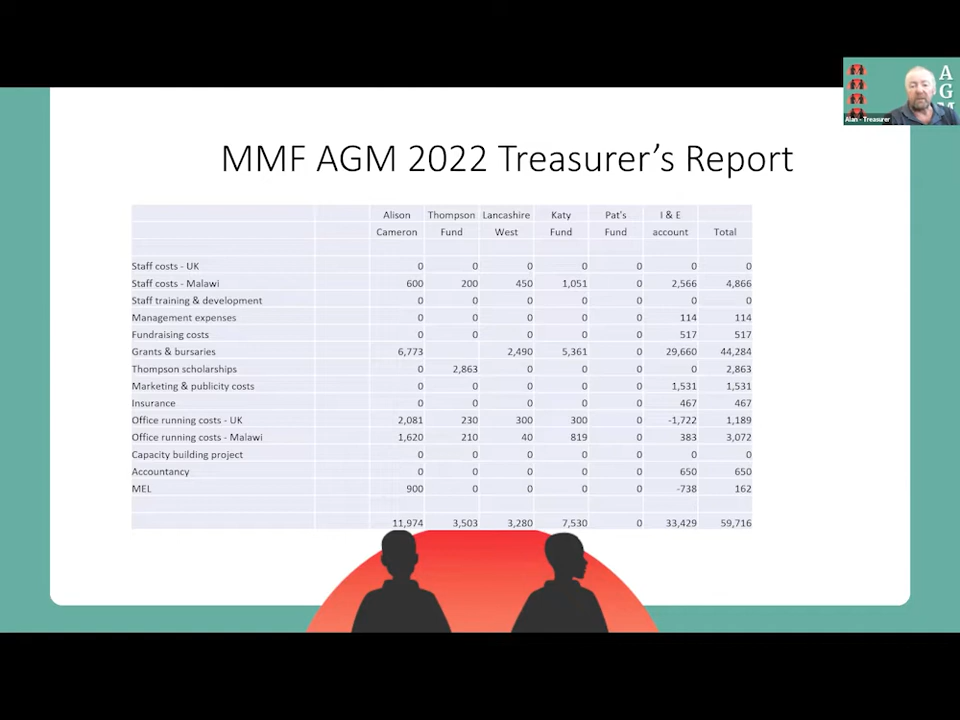 A
G
M
Alan - Treasurer
MMF AGM 2022 Treasurer's Report
Alison Thompson Lancashire Katy Pat's I & E
Cameron Fund West Fund Fund account Total
Staff costs - UK 0 0 0 0 0 0 0
Staff costs - Malawi 600 200 450 1,051 0 2,566 4,866
Staff training & development 0 0 0 0 0 0 0
Management expenses 0 0 0 0 0 114 114
Fundraising costs 0 0 0 0 0 517 517
Grants & bursaries 6,773 2,490 5,361 0 29,660 44,284
Thompson scholarships 0 2,863 0 0 0 0 2,863
Marketing & publicity costs 0 0 0 0 0 1,531 1,531
Insurance 0 0 0 0 0 467 467
Office running costs - UK 2,081 230 300 300 0 -1,722 1,189
Office running costs - Malawi 1,620 210 40 819 0 383 3,072
Capacity building project 0 0 0 0 0 0 0
Accountancy 0 0 0 0 0 650 650
MEL 900 0 0 0 0 -738 162
11,974 3,503 3,280 7,530 0 33,429 59,716